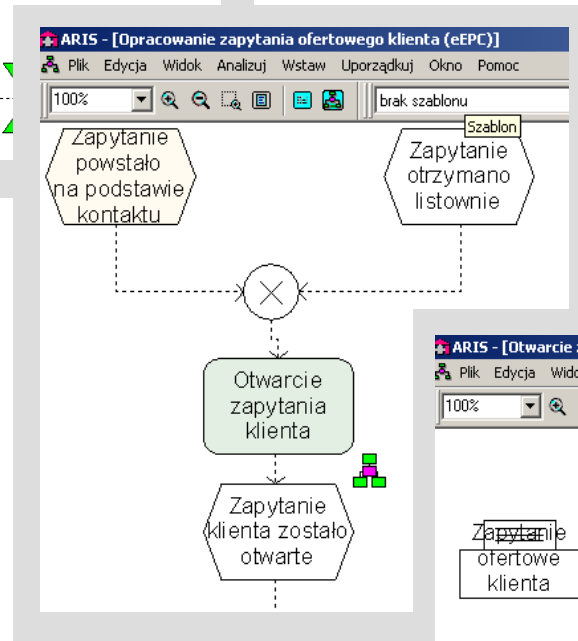 ARIS - [Opracowanie zapytania ofertowego klienta (eEPC)]
Plik Edycja Widok Analizuj Wstaw Uporządkuj Okno Pomoc
100%
brak szablonu
Szablon
Zapytanie
powstało
na podstawie
kontaktu
Zapytanie
otrzymano
listownie
Otwarcie
zapytania
klienta
Zapytanie
klienta zostało
otwarte
ARIS - [Otwarcie
Plik Edycja
100%
Zapytanie
ofertowe
klienta